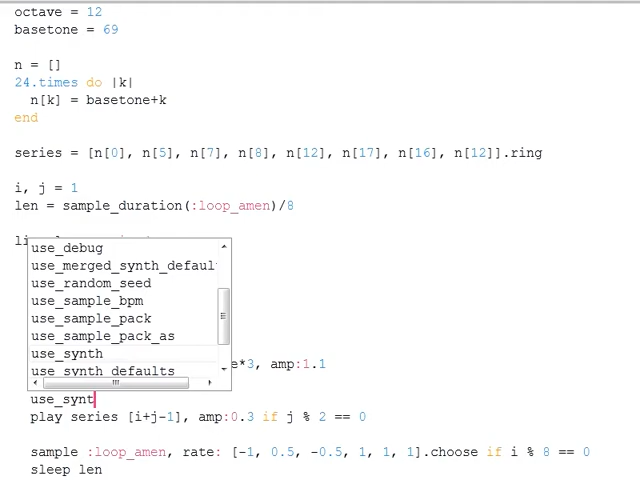 octave = 12
basetone = 69
n = []
24.times do |k|
n[k] = basetone+k
end
series = [n[0], n[5], n[7], n[8], n[12], n[17], n[16], n[12]].ring
i, j = 1
len = sample_duration(:loop_amen)/8
use_debug
use_merged_synth_defaul
use_random_seed
use_sample_bpm
use_sample_pack
use_sample_pack_as
use_synth
use_synth_defaults
e*3, amp:1.1
use_synt
play series [i+j-1], amp:0.3 if j % 2 == 0
sample :loop_amen, rate: [-1, 0.5, -0.5, 1, 1, 1].choose if i % 8 == 0
sleep len